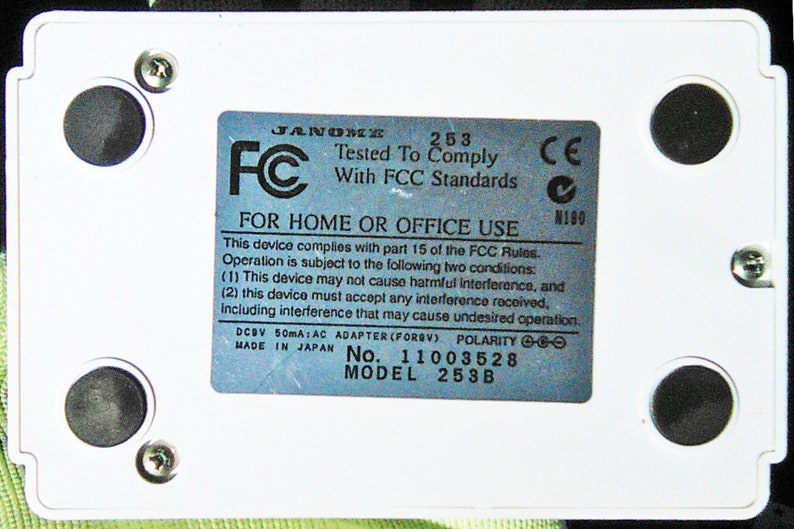 JANOME 253
FC Tested To Comply CE
With FCC Standards
N180
FOR HOME OR OFFICE USE
This device complies with part 15 of the FCC Rules.
Operation is subject to the following two conditions:
(1) This device may not cause harmful interference, and
(2) this device must accept any interference received,
including interference that may cause undesired operation.
DC9V 50mA:AC ADAPTER(FOR9V) POLARITY
MADE IN JAPAN No. 11003528
MODEL 253B